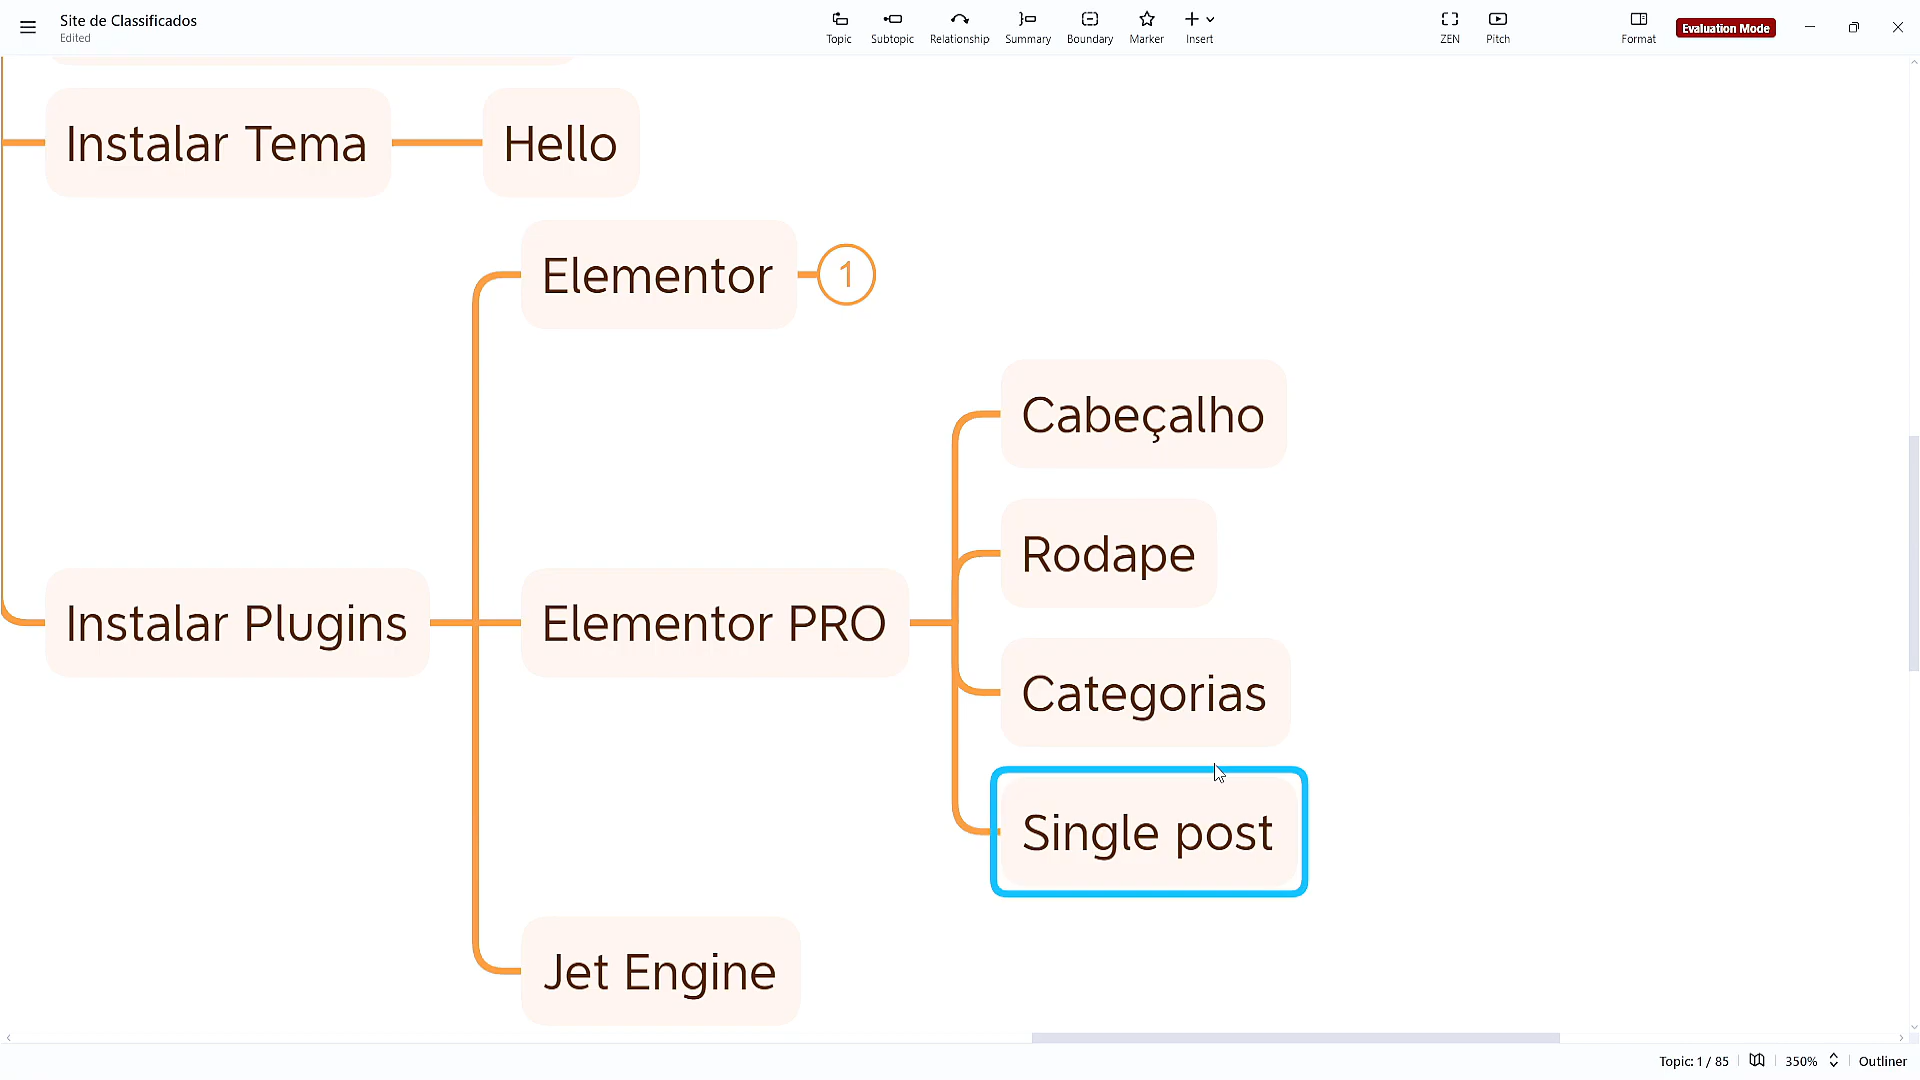 Site de Classificados
Edited
Topic
Subtopic
Relationship
Summary
Boundary
Marker
Insert
ZEN
Pitch
Format
Evaluation Mode
Instalar Tema
Hello
Elementor
1
Cabeçalho
Rodape
Instalar Plugins
Elementor PRO
Categorias
Single post
Jet Engine
Topic: 1 / 85
350%
Outliner